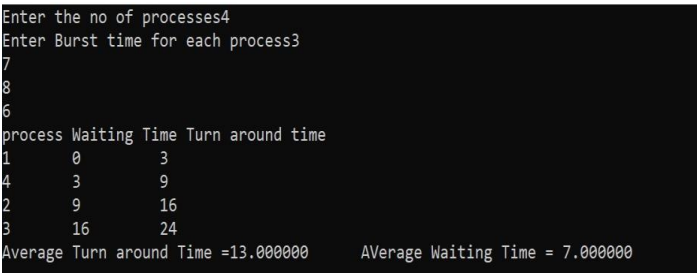 Enter the no of processes4
Enter Burst time for each process3
7
8
6
process Waiting Time Turn around time
1 0 3
4 3 9
2 9 16
3 16 24
Average Turn around Time =13.000000 AVerage Waiting Time = 7.000000